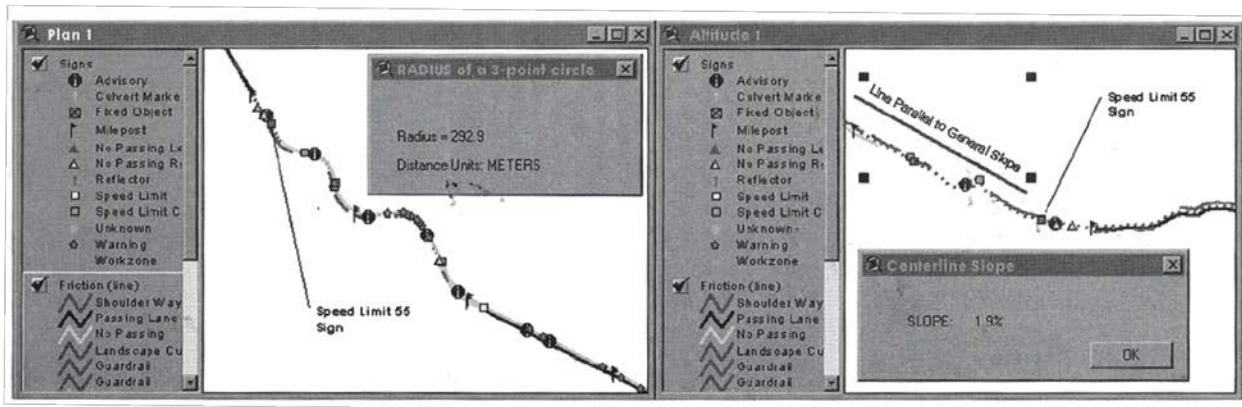 Plan 1
Signs
Advisory
Culvert Marke
Fixed Object
Milepost
No Passing Le
No Passing R
Reflector
Speed Limit
Speed Limit C
Unknown
Warning
Workzone
Friction (line)
Shoulder Way
Passing Lane
No Passing
Landscape Cu
Guardrail
Guardrail
RADIUS of a 3-point circle
Radius = 292.9
Distance Units: METERS
Speed Limit 55
Sign
Altitude 1
Signs
Advisory
Culvert Marke
Fixed Object
Milepost
No Passing Le
No Passing R
Reflector
Speed Limit
Speed Limit C
Unknown
Warning
Workzone
Friction (line)
Shoulder Way
Passing Lane
No Passing
Landscape Cu
Guardrail
Guardrail
Line Parallel to General Slope
Speed Limit 55
Sign
Centerline Slope
SLOPE: 1.9%
OK